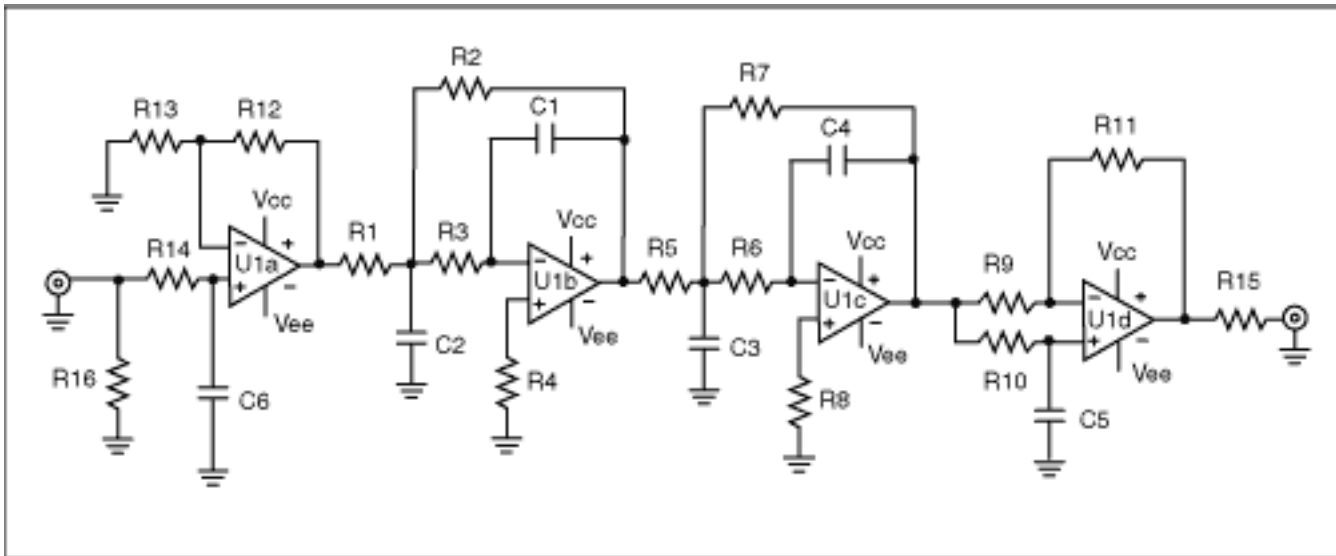 R2
R7
R13
R12
C1
C4
R11
Vcc
R14
R1
R3
Vcc
R5
R6
Vcc
R9
Vcc
R15
− +
U1a
+ −
− +
U1b
+ −
− +
U1c
+ −
− +
U1d
+ −
Vee
C2
Vee
C3
Vee
R10
Vee
R16
C6
R4
R8
C5